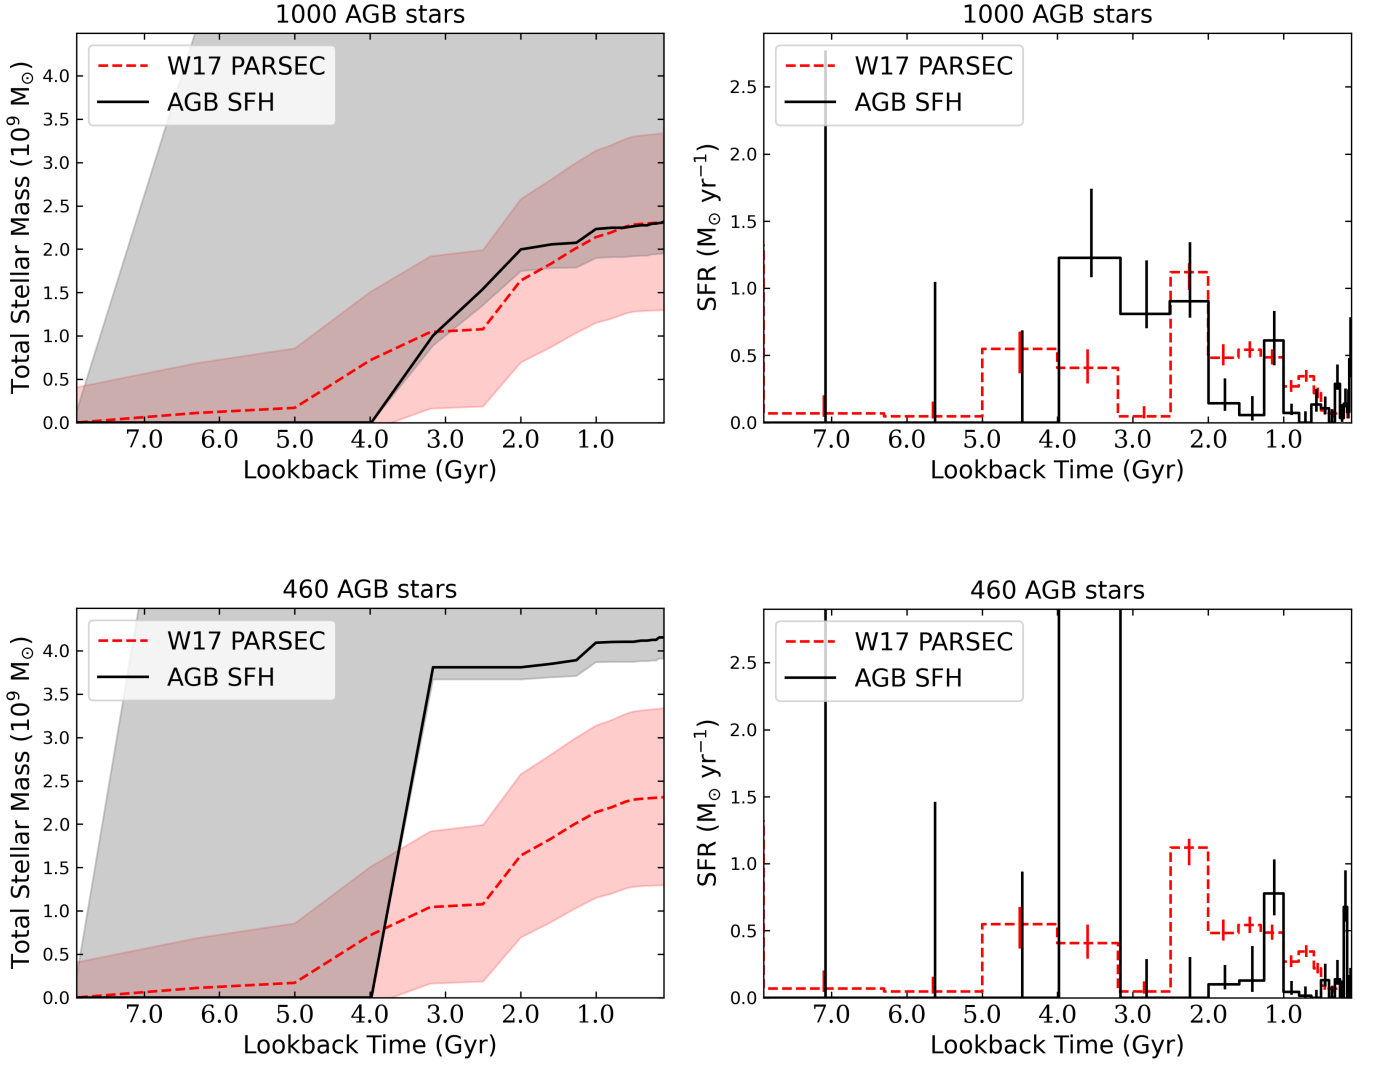 1000 AGB stars
Total Stellar Mass (10⁹ M⊙)
4.0
3.5
3.0
2.5
2.0
1.5
1.0
0.5
0.0
W17 PARSEC
AGB SFH
7.0 6.0 5.0 4.0 3.0 2.0 1.0
Lookback Time (Gyr)
1000 AGB stars
SFR (M⊙ yr⁻¹)
2.5
2.0
1.5
1.0
0.5
0.0
W17 PARSEC
AGB SFH
7.0 6.0 5.0 4.0 3.0 2.0 1.0
Lookback Time (Gyr)
460 AGB stars
Total Stellar Mass (10⁹ M⊙)
4.0
3.5
3.0
2.5
2.0
1.5
1.0
0.5
0.0
W17 PARSEC
AGB SFH
7.0 6.0 5.0 4.0 3.0 2.0 1.0
Lookback Time (Gyr)
460 AGB stars
SFR (M⊙ yr⁻¹)
2.5
2.0
1.5
1.0
0.5
0.0
W17 PARSEC
AGB SFH
7.0 6.0 5.0 4.0 3.0 2.0 1.0
Lookback Time (Gyr)